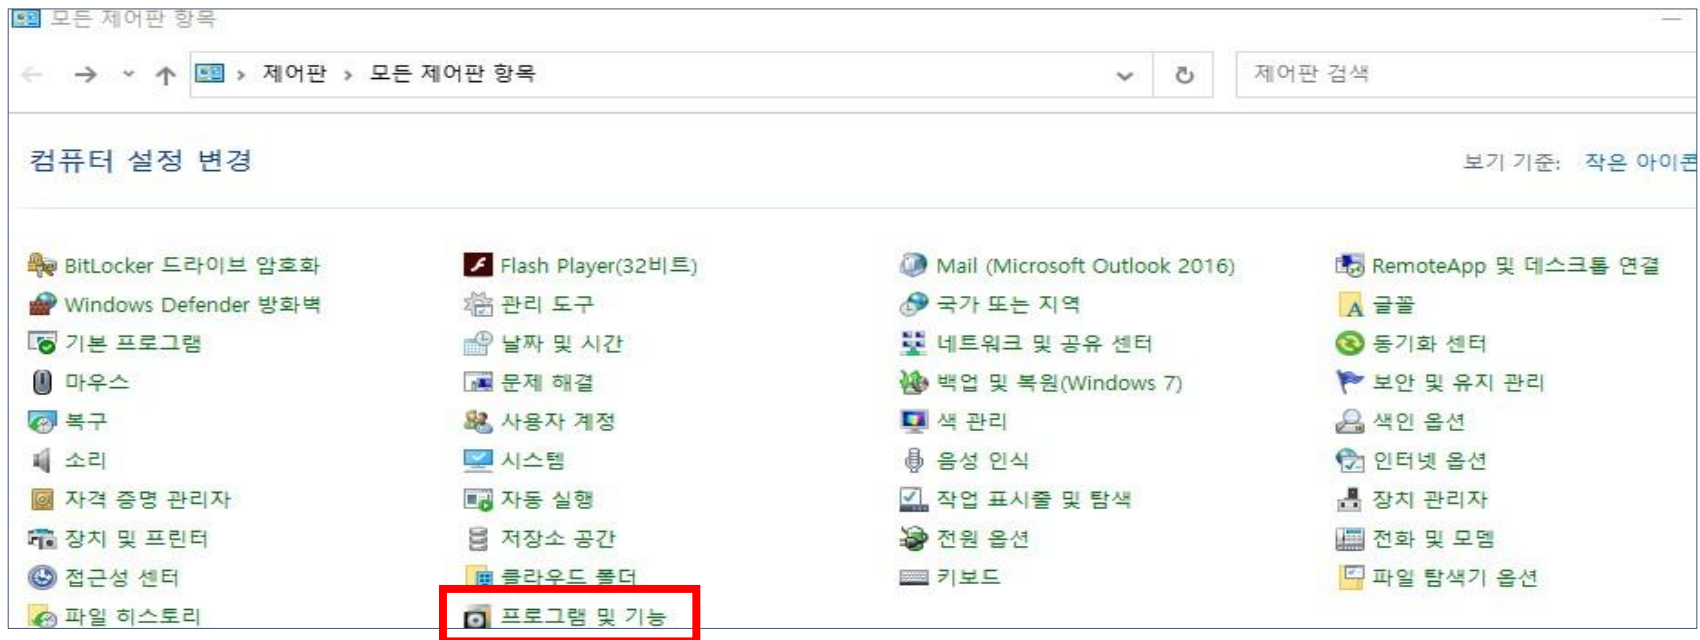 모든 제어판 항목
제어판 > 모든 제어판 항목
제어판 검색
컴퓨터 설정 변경
보기 기준: 작은 아이콘
BitLocker 드라이브 암호화
Flash Player(32비트)
Mail (Microsoft Outlook 2016)
RemoteApp 및 데스크톱 연결
Windows Defender 방화벽
관리 도구
국가 또는 지역
글꼴
기본 프로그램
날짜 및 시간
네트워크 및 공유 센터
동기화 센터
마우스
문제 해결
백업 및 복원(Windows 7)
보안 및 유지 관리
복구
사용자 계정
색 관리
색인 옵션
소리
시스템
음성 인식
인터넷 옵션
자격 증명 관리자
자동 실행
작업 표시줄 및 탐색
장치 관리자
장치 및 프린터
저장소 공간
전원 옵션
전화 및 모뎀
접근성 센터
클라우드 폴더
키보드
파일 탐색기 옵션
파일 히스토리
프로그램 및 기능